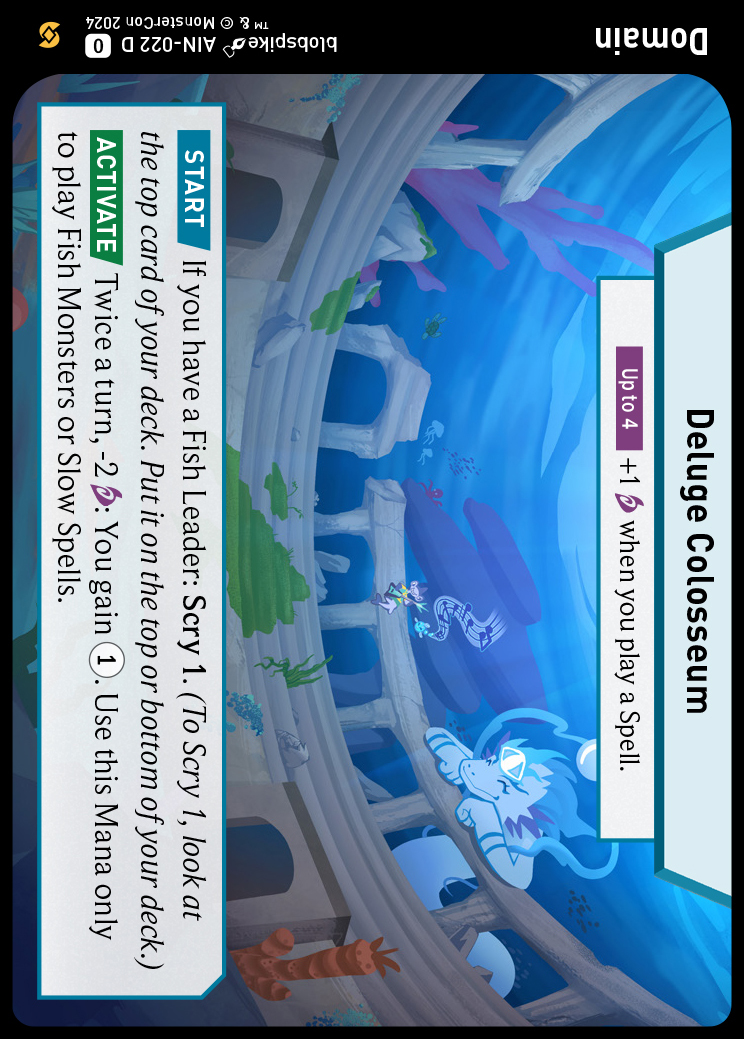 Deluge Colosseum
Up to 4 +1 when you play a Spell.
START If you have a Fish Leader: Scry 1. (To Scry 1, look at
the top card of your deck. Put it on the top or bottom of your deck.)
ACTIVATE Twice a turn, -2 : You gain 1. Use this Mana only
to play Fish Monsters or Slow Spells.
Domain
blobspike AIN-022 D 0
™ & © MonsterCon 2024